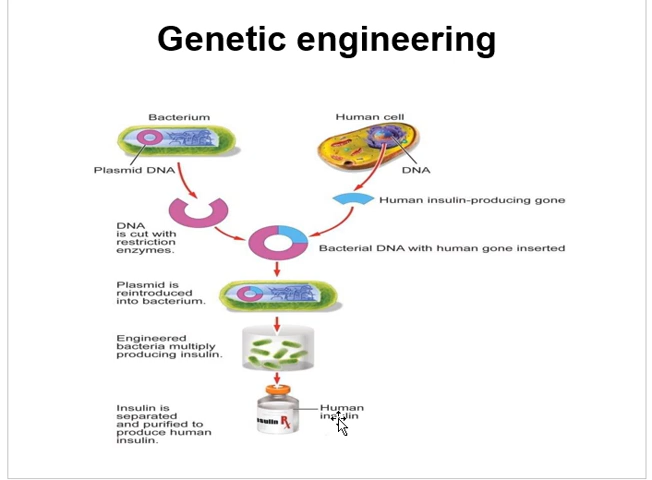 Genetic engineering
Bacterium
Human cell
Plasmid DNA
DNA
Human insulin-producing gone
DNA
is cut with
restriction
enzymes.
Bacterial DNA with human gone inserted
Plasmid is
reintroduced
into bacterium.
Engineered
bacteria multiply
producing insulin.
Insulin is
separated
and purified to
produce human
insulin.
Human
insulin
nsulin Rx